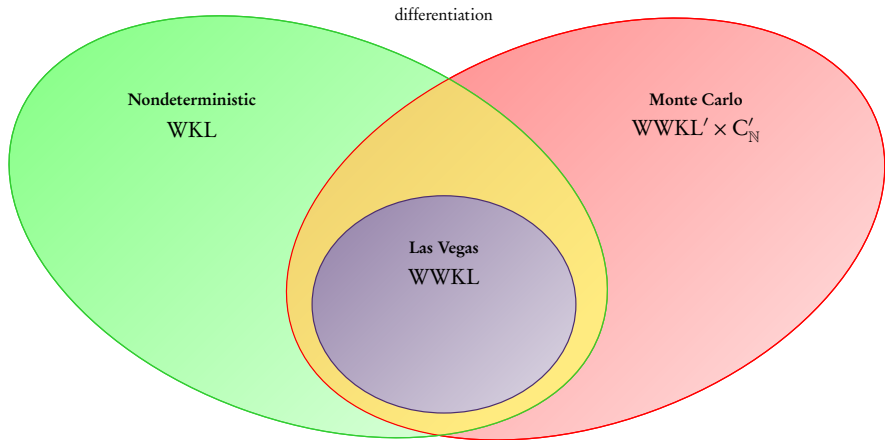 differentiation
Nondeterministic
WKL
Monte Carlo
WWKL′ × C′ℕ
Las Vegas
WWKL